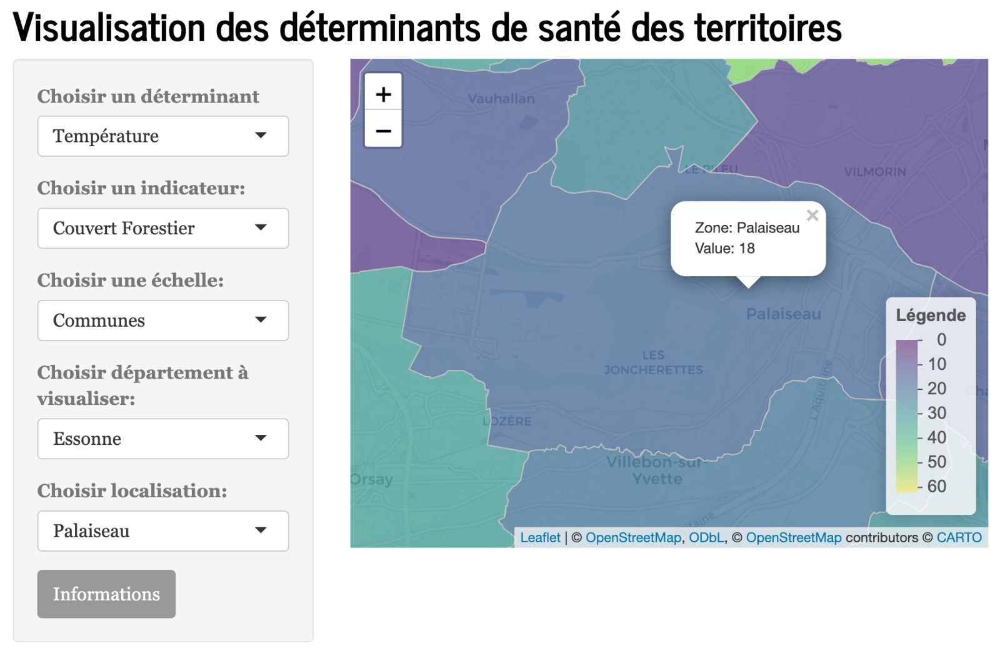 Visualisation des déterminants de santé des territoires
Choisir un déterminant
Température
Choisir un indicateur:
Couvert Forestier
Choisir une échelle:
Communes
Choisir département à
visualiser:
Essonne
Choisir localisation:
Palaiseau
Informations
+
−
Vauhallan
VILMORIN
Zone: Palaiseau
×
Value: 18
Palaiseau
LES
JONCHERETTES
LOZÈRE
L'Aquitaine
Villebon-sur-
Yvette
Orsay
Légende
0
10
20
30
40
50
60
Leaflet | © OpenStreetMap, ODbL, © OpenStreetMap contributors © CARTO